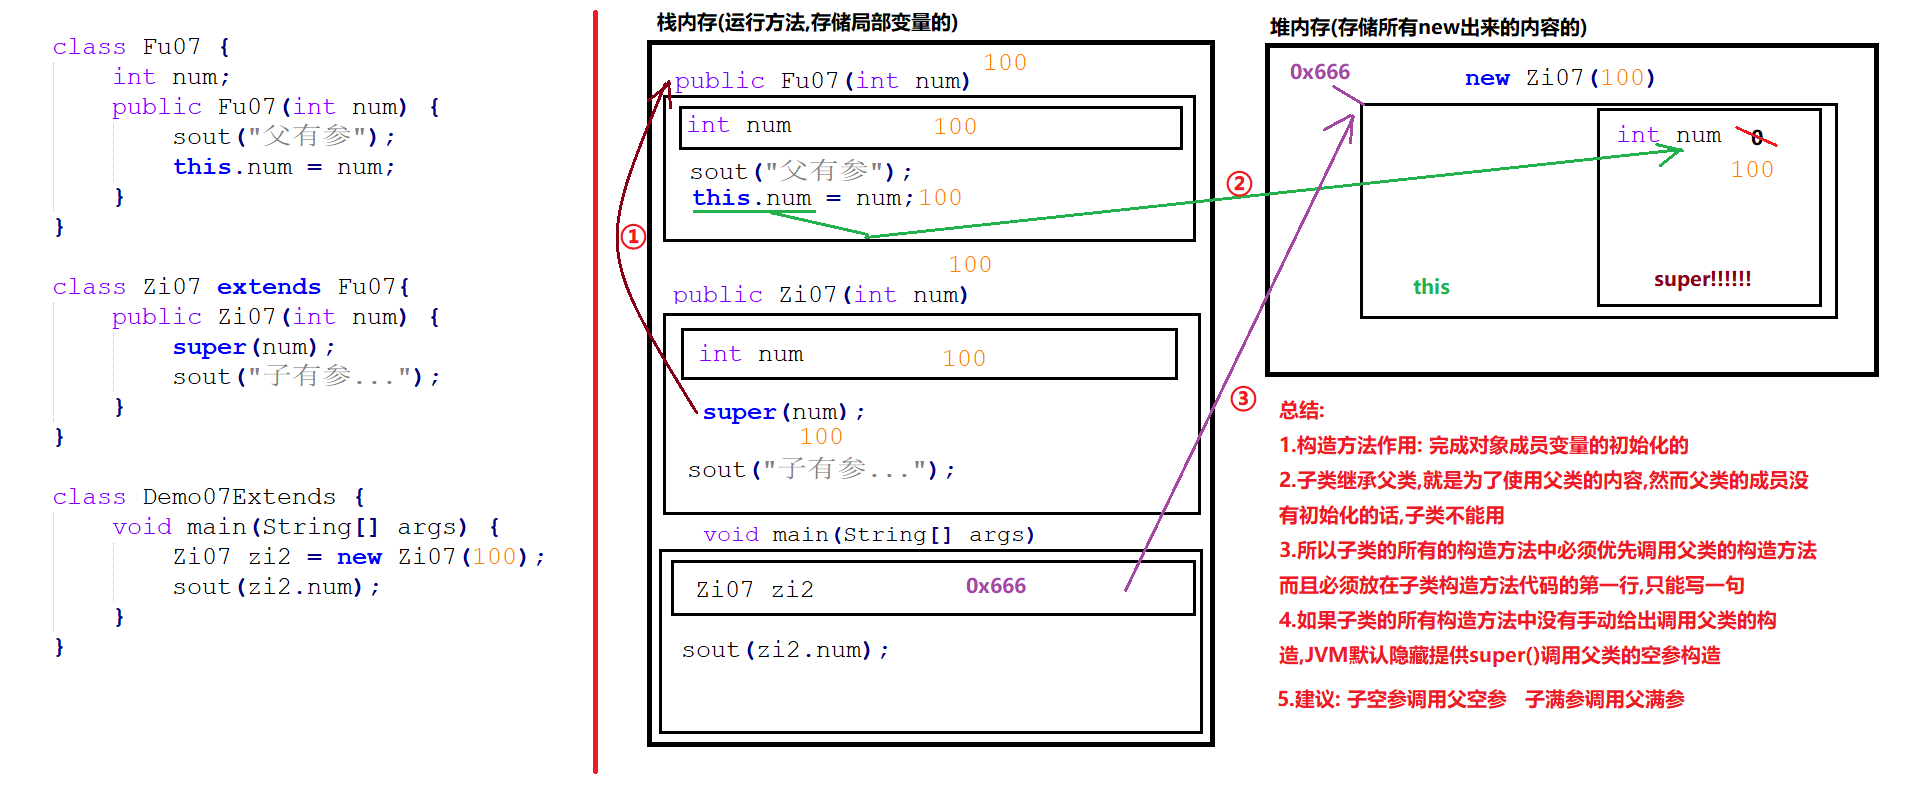 class Fu07 {
int num;
public Fu07(int num) {
sout("父有参");
this.num = num;
}
}
class Zi07 extends Fu07{
public Zi07(int num) {
super(num);
sout("子有参...");
}
}
class Demo07Extends {
void main(String[] args) {
Zi07 zi2 = new Zi07(100);
sout(zi2.num);
}
}
栈内存(运行方法,存储局部变量的)
100
public Fu07(int num)
int num 100
sout("父有参");
this.num = num;100
①
100
public Zi07(int num)
int num 100
super(num);
100
sout("子有参...");
void main(String[] args)
Zi07 zi2 0x666
sout(zi2.num);
②
③
堆内存(存储所有new出来的内容的)
0x666 new Zi07(100)
int num 0
100
this super!!!!!!
总结:
1.构造方法作用: 完成对象成员变量的初始化的
2.子类继承父类,就是为了使用父类的内容,然而父类的成员没
有初始化的话,子类不能用
3.所以子类的所有的构造方法中必须优先调用父类的构造方法
而且必须放在子类构造方法代码的第一行,只能写一句
4.如果子类的所有构造方法中没有手动给出调用父类的构
造,JVM默认隐藏提供super()调用父类的空参构造
5.建议: 子空参调用父空参 子满参调用父满参